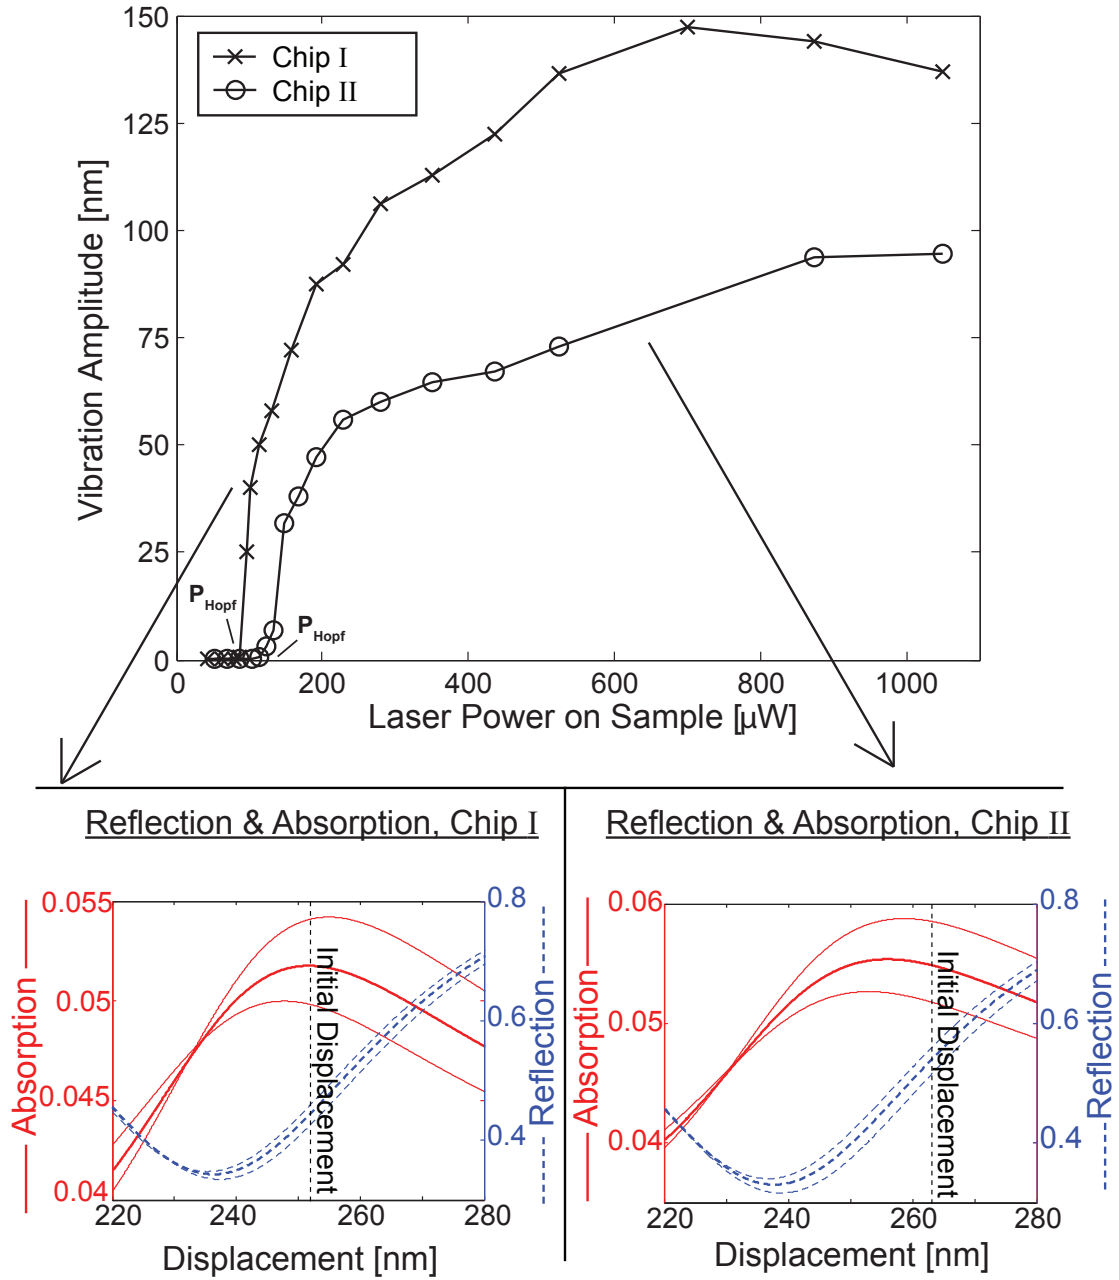 150
125
100
75
50
25
0
Vibration Amplitude [nm]
Chip I
Chip II
P_Hopf
P_Hopf
0 200 400 600 800 1000
Laser Power on Sample [µW]
Reflection & Absorption, Chip I
Absorption
0.055
0.05
0.045
0.04
Initial Displacement
0.8
0.6
0.4
Reflection
220 240 260 280
Displacement [nm]
Reflection & Absorption, Chip II
Absorption
0.06
0.05
0.04
Initial Displacement
0.8
0.6
0.4
Reflection
220 240 260 280
Displacement [nm]